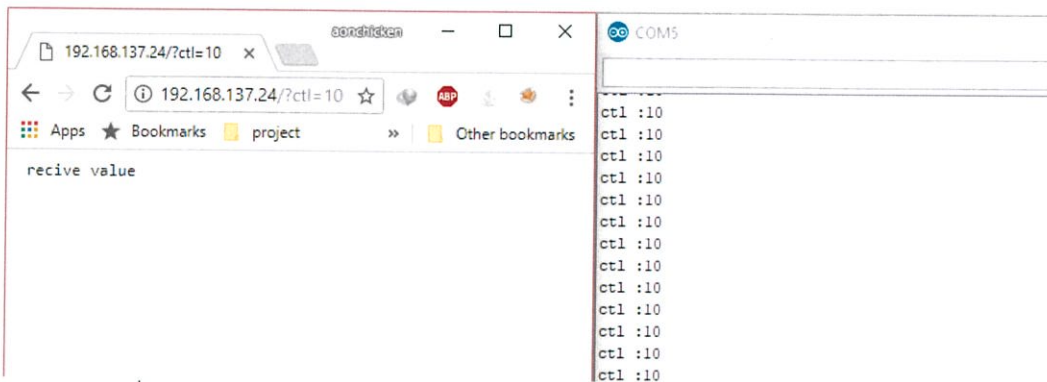 sonchicken
192.168.137.24/?ctl=10
192.168.137.24/?ctl=10
ABP
Apps Bookmarks project » Other bookmarks
recive value
COM5
ctl :10
ctl :10
ctl :10
ctl :10
ctl :10
ctl :10
ctl :10
ctl :10
ctl :10
ctl :10
ctl :10
ctl :10
ctl :10